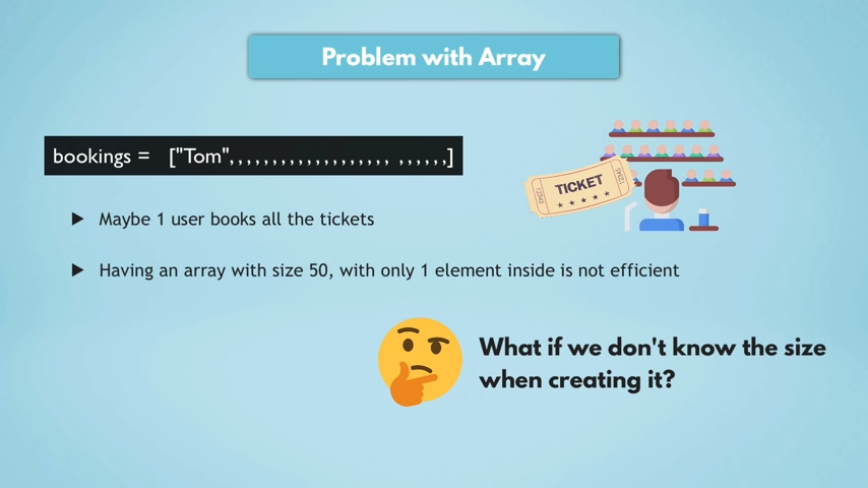 Problem with Array
bookings =   ["Tom",,,,,,,,,,,,,,,,,,, ,,,,,,]
TICKET
Maybe 1 user books all the tickets
Having an array with size 50, with only 1 element inside is not efficient
What if we don't know the size
when creating it?